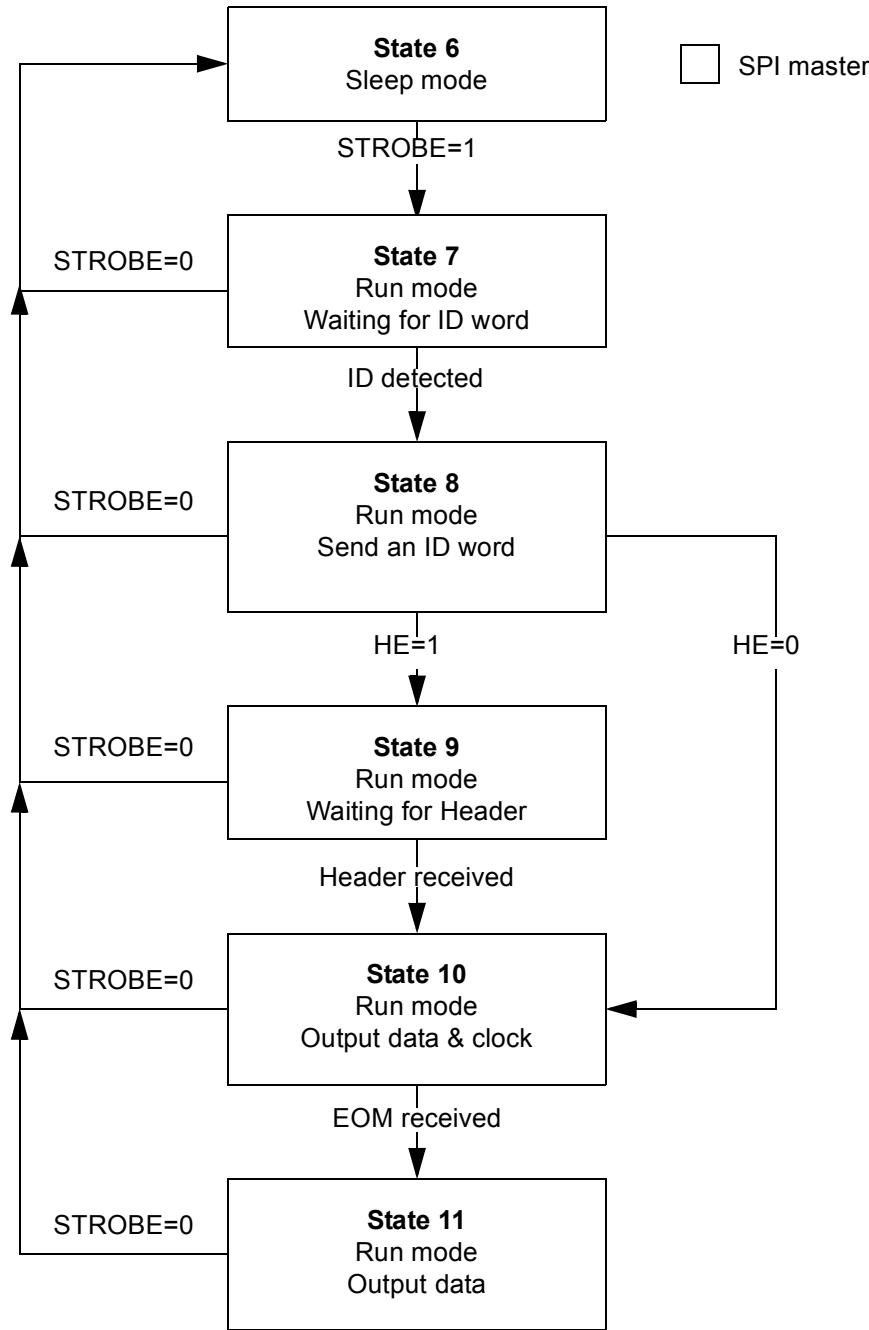 State 6
Sleep mode
SPI master
STROBE=1
State 7
Run mode
Waiting for ID word
STROBE=0
ID detected
State 8
Run mode
Send an ID word
STROBE=0
HE=1
HE=0
State 9
Run mode
Waiting for Header
STROBE=0
Header received
State 10
Run mode
Output data & clock
STROBE=0
EOM received
State 11
Run mode
Output data
STROBE=0